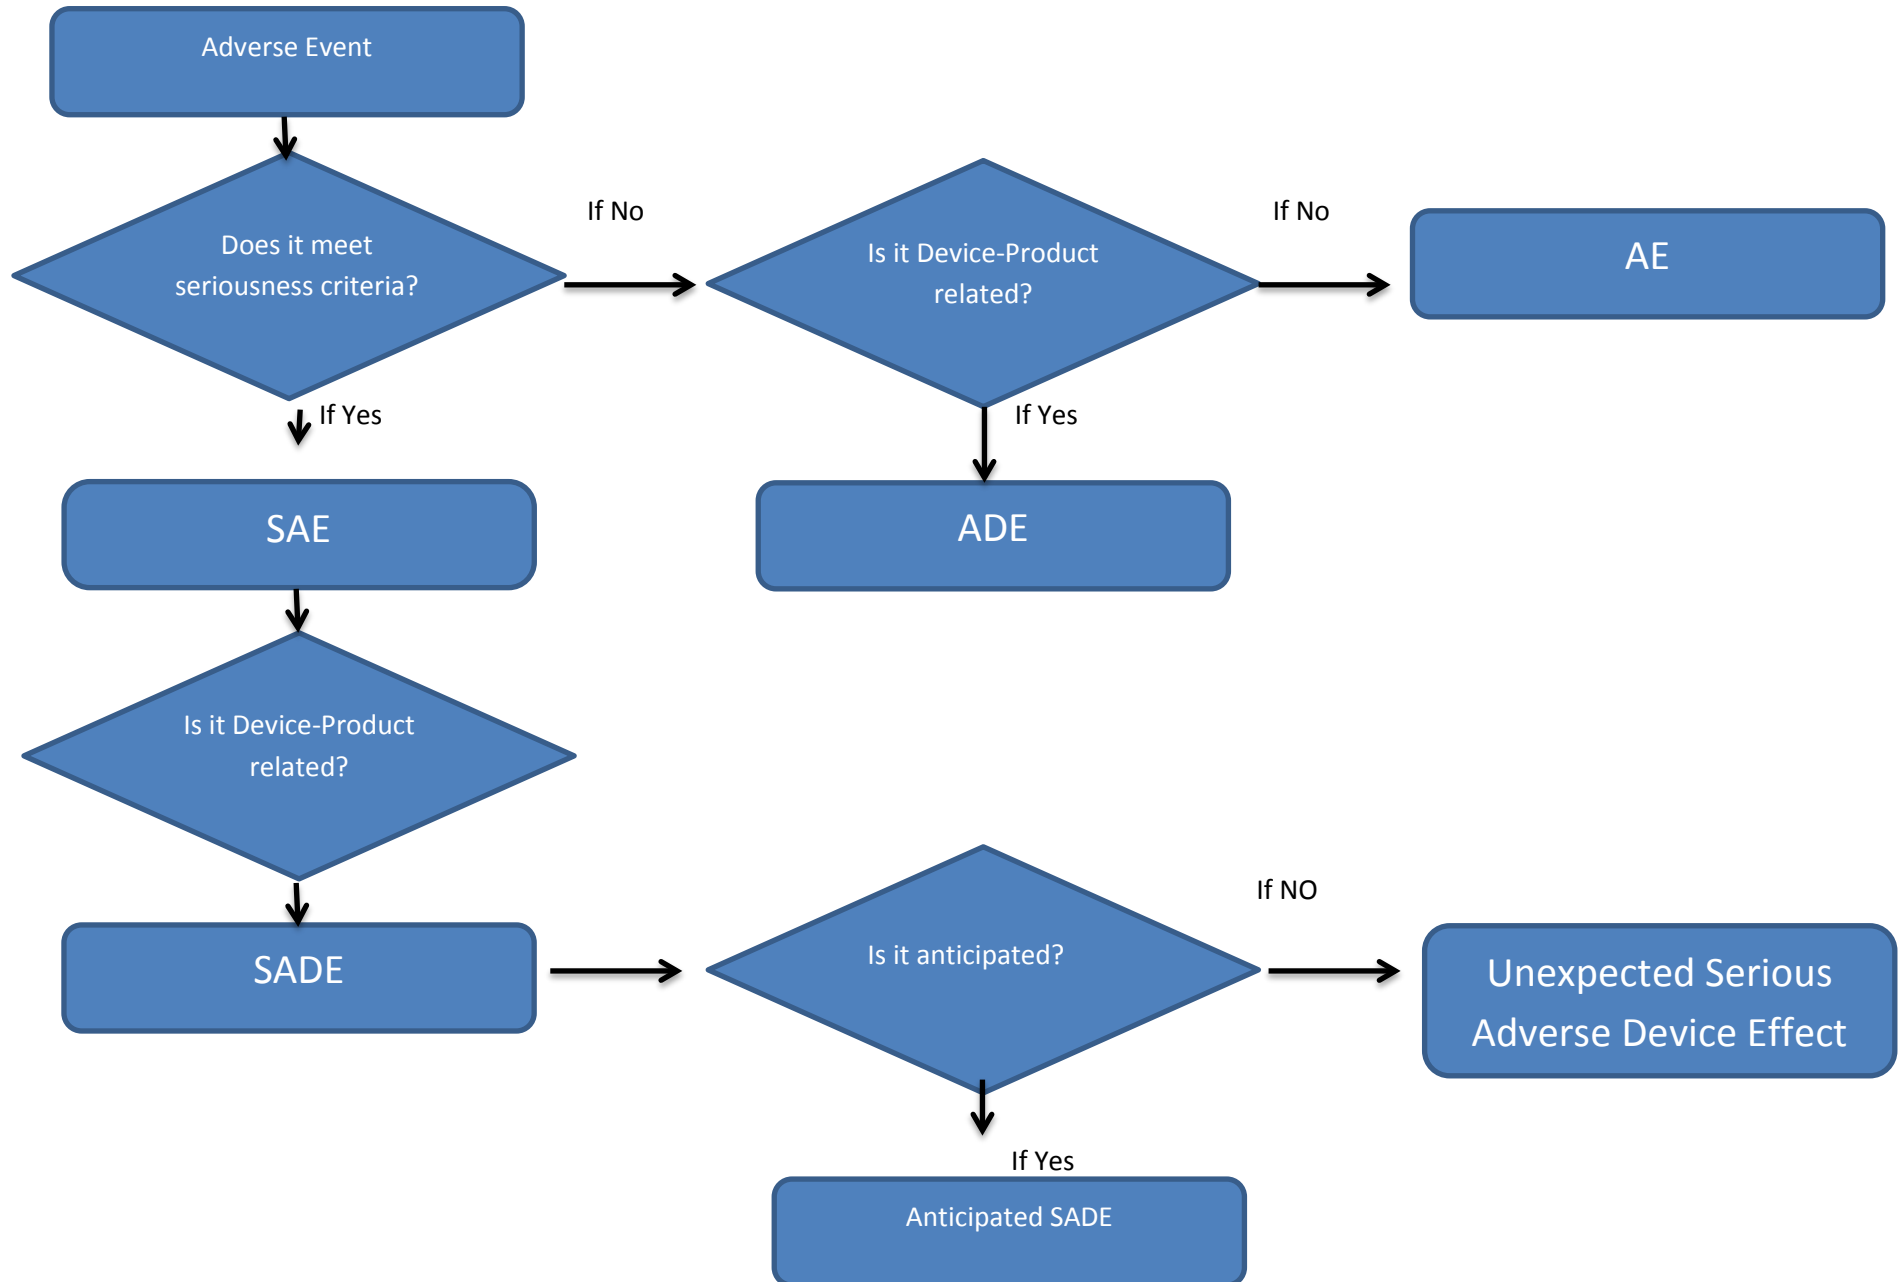 Adverse Event
Does it meet
seriousness criteria?
If No
Is it Device-Product
related?
If No
AE
If Yes
If Yes
SAE
ADE
Is it Device-Product
related?
SADE
Is it anticipated?
If NO
Unexpected Serious
Adverse Device Effect
If Yes
Anticipated SADE